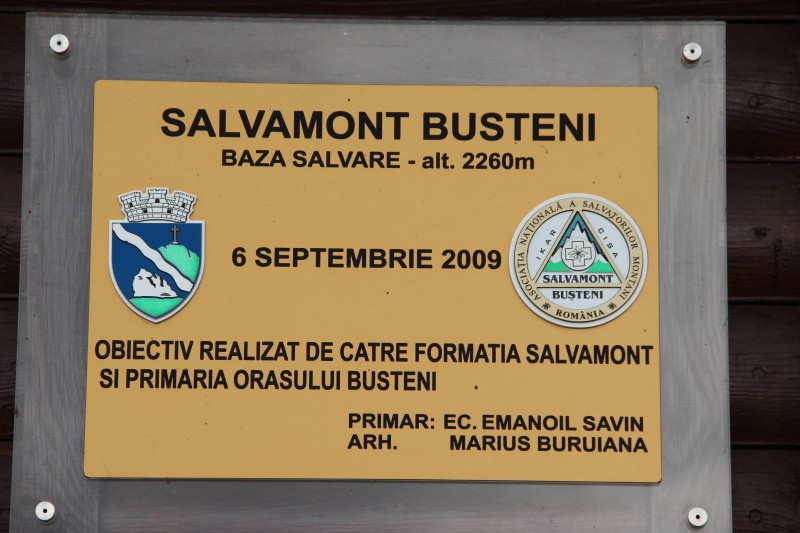 SALVAMONT BUSTENI
BAZA SALVARE - alt. 2260m
6 SEPTEMBRIE 2009
ASOCIAȚIA NAȚIONALĂ A SALVATORILOR MONTANI
ROMÂNIA
IKAR CISA
SALVAMONT
BUȘTENI
OBIECTIV REALIZAT DE CATRE FORMATIA SALVAMONT
SI PRIMARIA ORASULUI BUSTENI
PRIMAR: EC. EMANOIL SAVIN
ARH. MARIUS BURUIANA